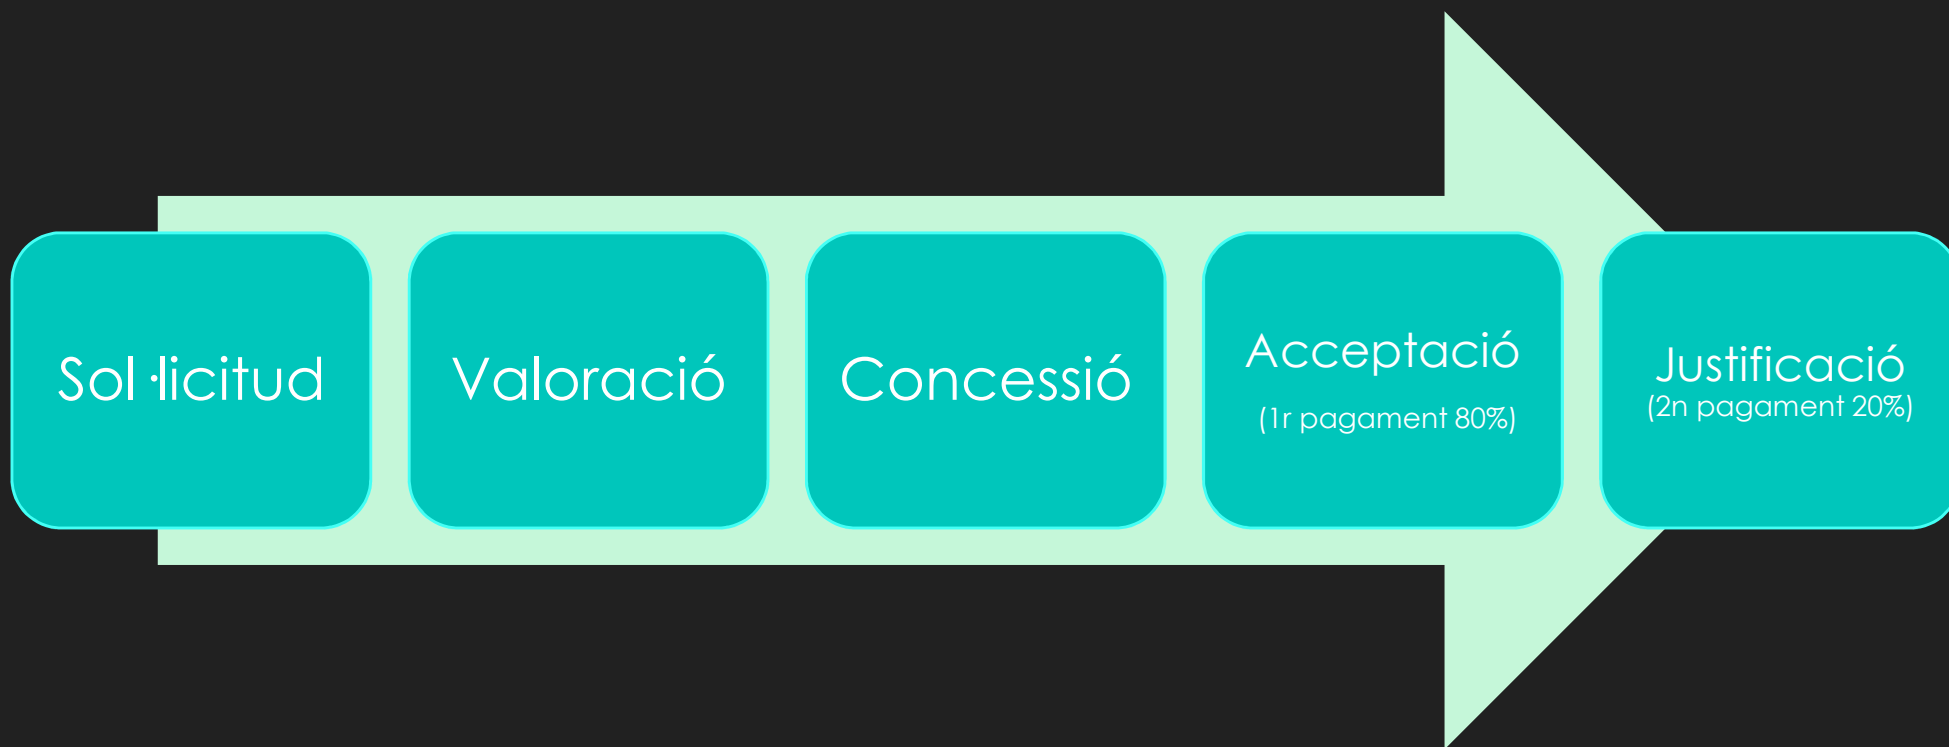 Sol·licitud
Valoració
Concessió
Acceptació
(1r pagament 80%)
Justificació
(2n pagament 20%)